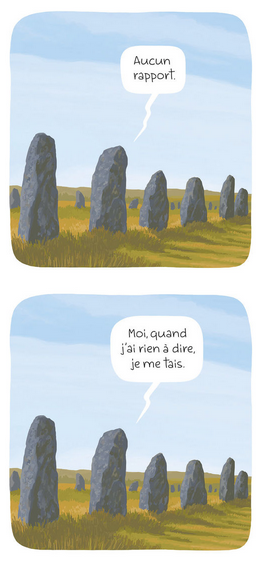 Aucun
rapport.
Moi, quand
j'ai rien à dire,
je me tais.